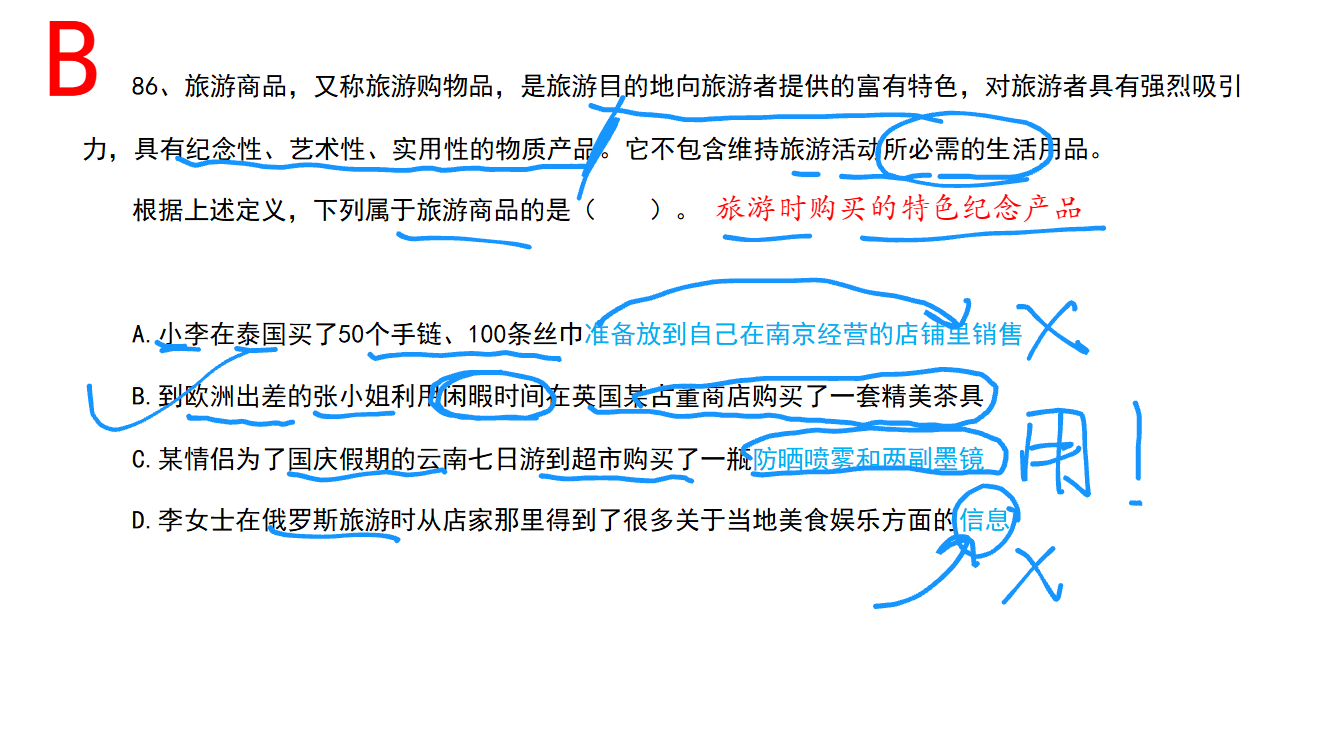 B
86、旅游商品，又称旅游购物品，是旅游目的地向旅游者提供的富有特色，对旅游者具有强烈吸引
力，具有纪念性、艺术性、实用性的物质产品。它不包含维持旅游活动所必需的生活用品。
根据上述定义，下列属于旅游商品的是（　　）。 旅游时购买的特色纪念产品
A.小李在泰国买了50个手链、100条丝巾准备放到自己在南京经营的店铺里销售 X
B.到欧洲出差的张小姐利用闲暇时间在英国某古董商店购买了一套精美茶具
C.某情侣为了国庆假期的云南七日游到超市购买了一瓶防晒喷雾和两副墨镜 用！
D.李女士在俄罗斯旅游时从店家那里得到了很多关于当地美食娱乐方面的信息 X